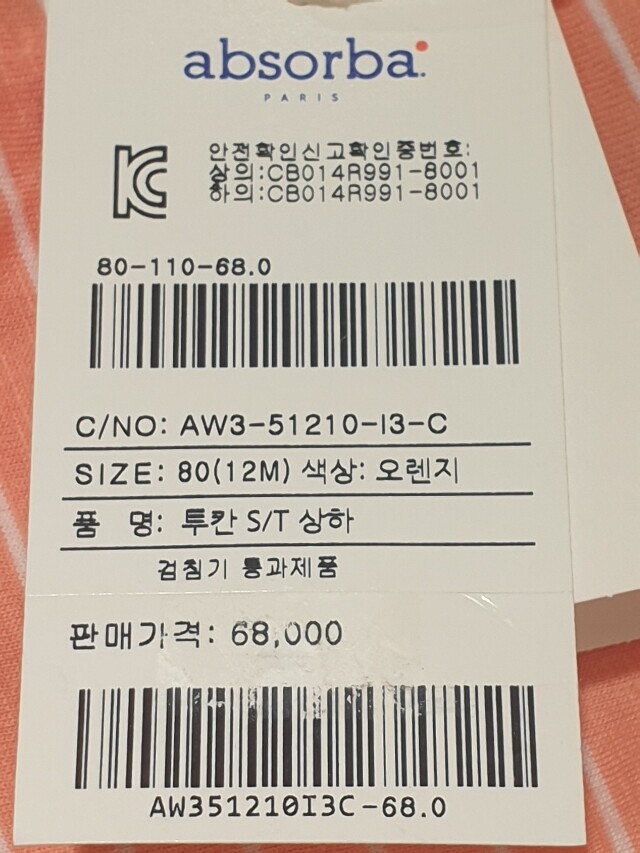 absorba.
PARIS
안전확인신고확인증번호:
상의:CB014R991-8001
하의:CB014R991-8001
80-110-68.0
C/NO: AW3-51210-I3-C
SIZE: 80(12M) 색상: 오렌지
품 명: 투칸 S/T 상하
검침기 통과제품
판매가격: 68,000
AW351210I3C-68.0